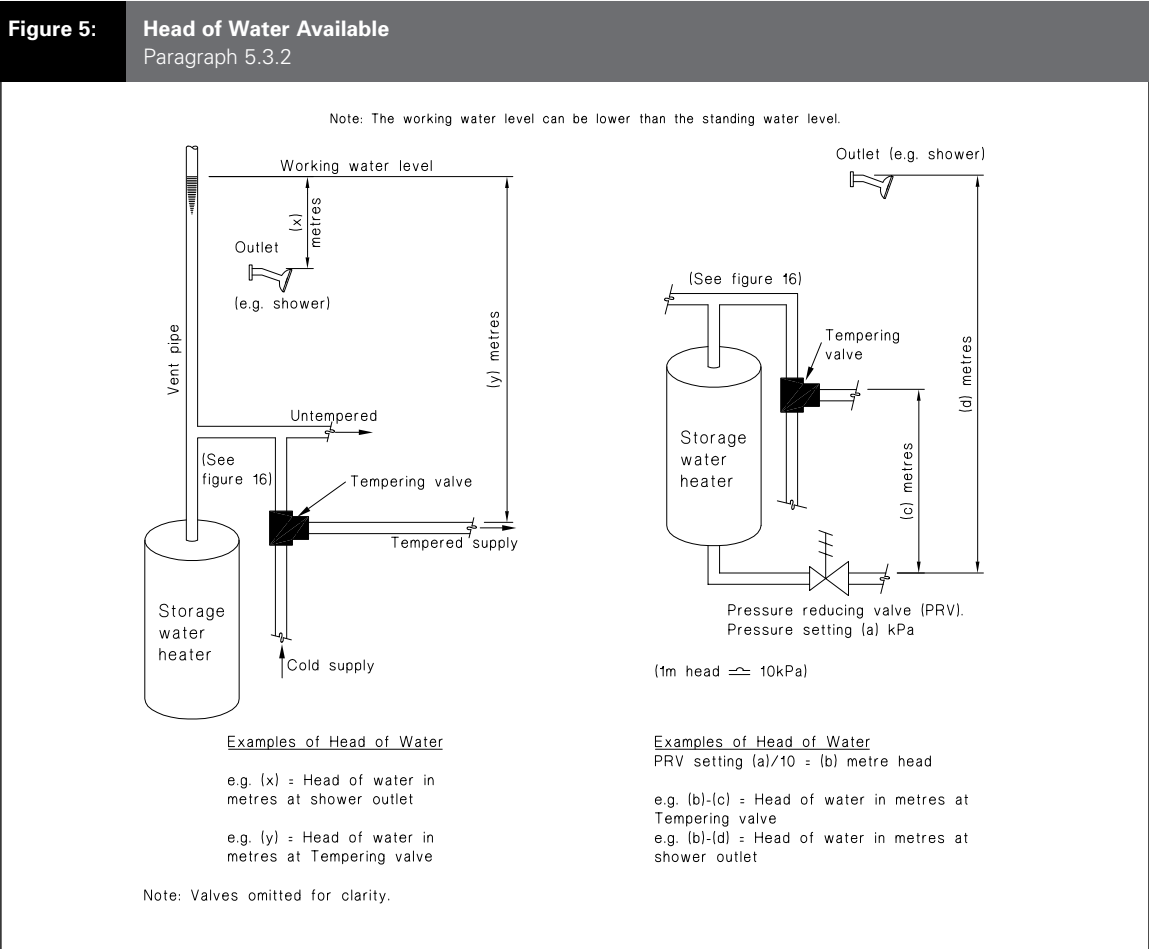 Figure 5:
Head of Water Available
Paragraph 5.3.2
Note: The working water level can be lower than the standing water level.
Working water level
(x)
metres
Outlet
(e.g. shower)
Vent pipe
(y) metres
Untempered
(See
figure 16)
Tempering valve
Tempered supply
Storage
water
heater
Cold supply
Examples of Head of Water
e.g. (x) = Head of water in
metres at shower outlet
e.g. (y) = Head of water in
metres at Tempering valve
Note: Valves omitted for clarity.
Outlet (e.g. shower)
(See figure 16)
Tempering
valve
(d) metres
(c) metres
Storage
water
heater
Pressure reducing valve (PRV).
Pressure setting (a) kPa
(1m head ≏ 10kPa)
Examples of Head of Water
PRV setting (a)/10 = (b) metre head
e.g. (b)-(c) = Head of water in metres at
Tempering valve
e.g. (b)-(d) = Head of water in metres at
shower outlet